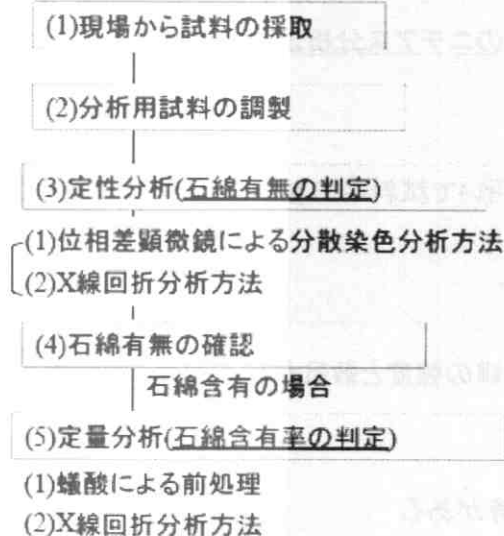 (1)現場から試料の採取
(2)分析用試料の調製
(3)定性分析(石綿有無の判定)
(1)位相差顕微鏡による分散染色分析方法
(2)X線回折分析方法
(4)石綿有無の確認
石綿含有の場合
(5)定量分析(石綿含有率の判定)
(1)蟻酸による前処理
(2)X線回折分析方法